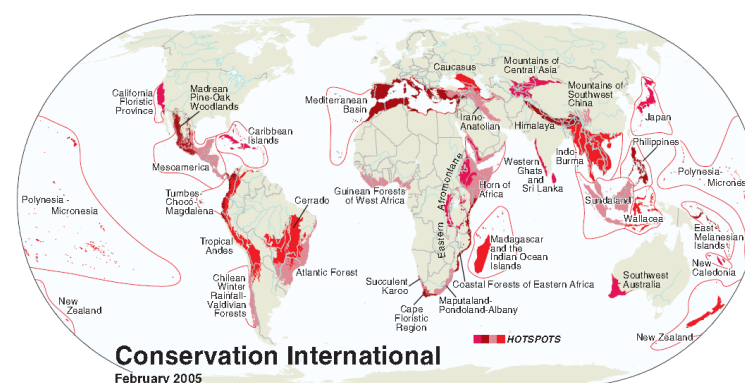 California
Floristic
Province
Madrean
Pine-Oak
Woodlands
Caribbean
Islands
Mesoamerica
Polynesia -
Micronesia
Tumbes-
Chocó-
Magdalena
Tropical
Andes
Cerrado
Atlantic Forest
Chilean
Winter
Rainfall-
Valdivian
Forests
New
Zealand
Mediterranean
Basin
Caucasus
Mountains of
Central Asia
Mountains of
Southwest
China
Irano-
Anatolian
Himalaya
Indo-
Burma
Japan
Philippines
Western
Ghats
and
Sri Lanka
Guinean Forests
of West Africa
Eastern Afromontane
Horn of
Africa
Sundaland
Wallacea
Polynesia-
Micrones
East-
Melanesian
Islands
New
Caledonia
Madagascar
and the
Indian Ocean
Islands
Coastal Forests of Eastern Africa
Succulent
Karoo
Cape
Floristic
Region
Maputaland-
Pondoland-Albany
Southwest
Australia
New Zealand
HOTSPOTS
Conservation International
February 2005